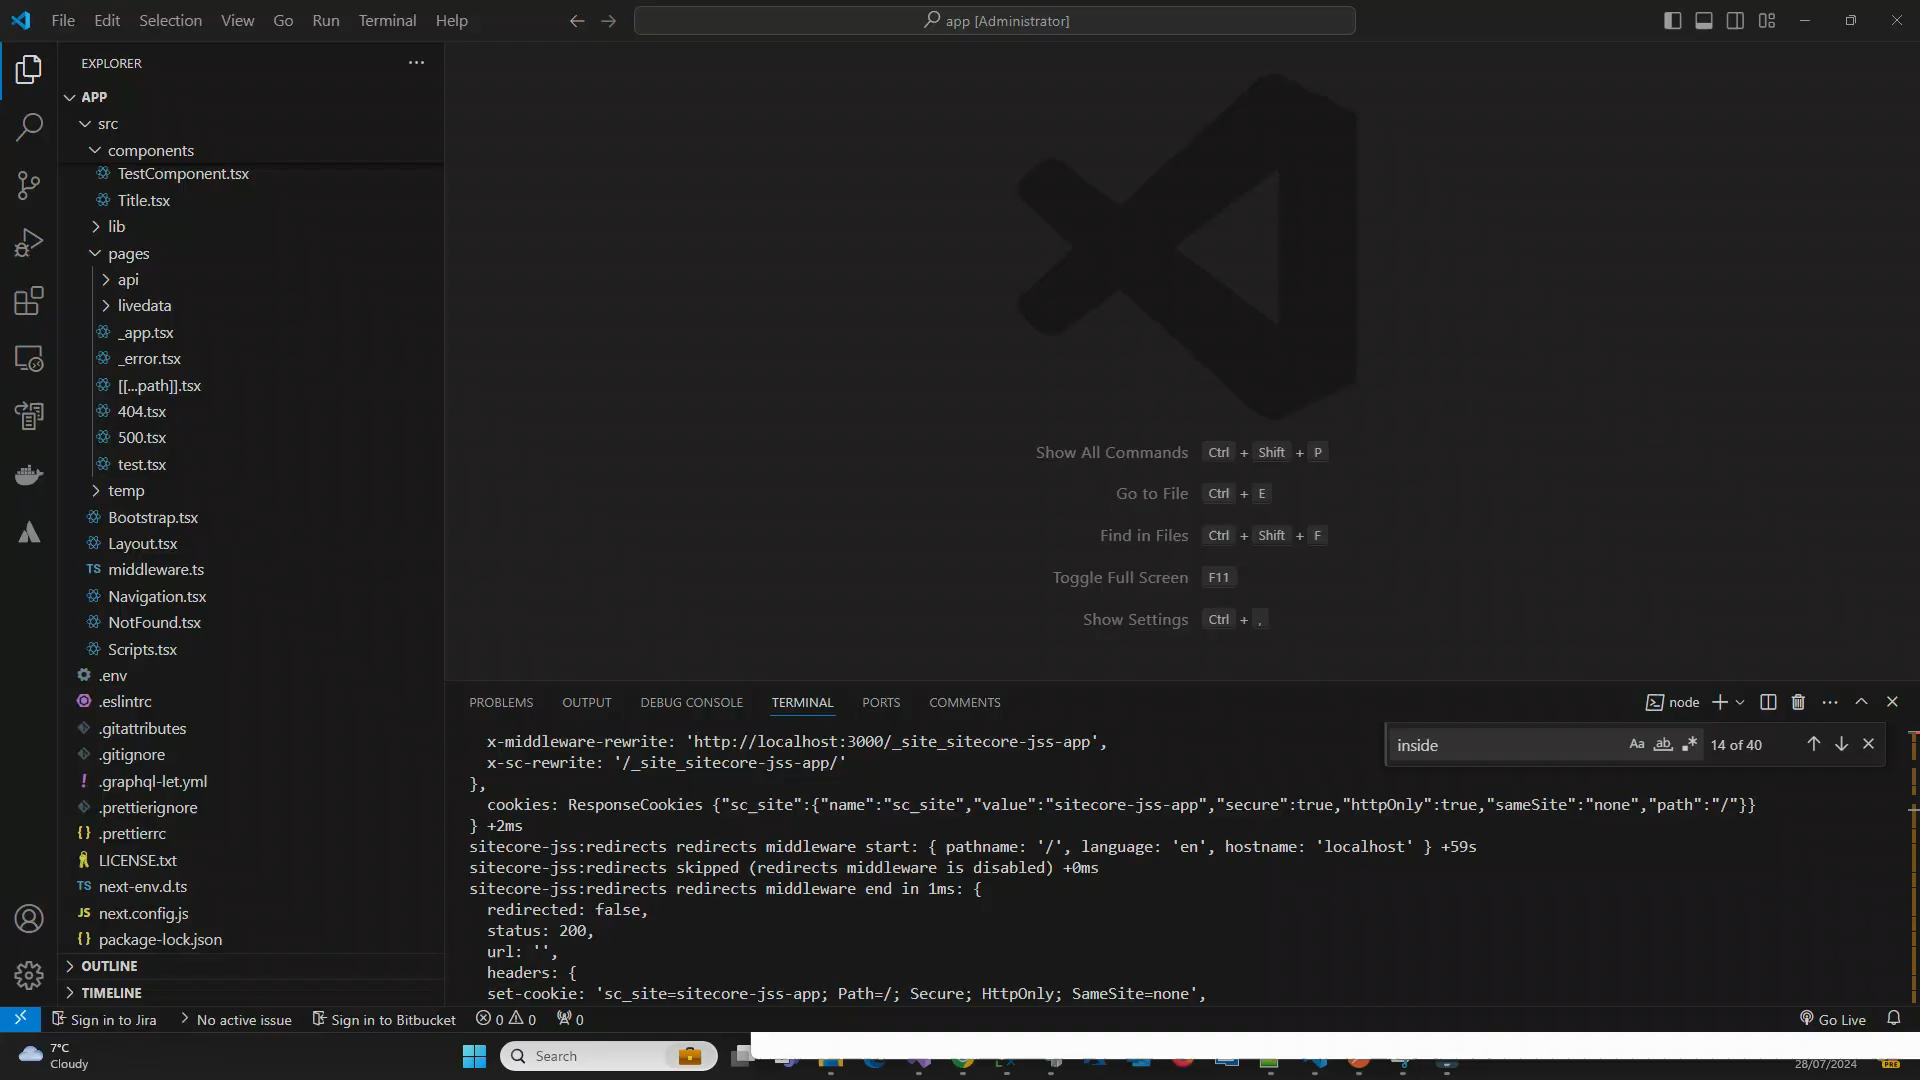 File Edit Selection View Go Run Terminal Help
app [Administrator]
EXPLORER
APP
src
components
TestComponent.tsx
Title.tsx
lib
pages
api
livedata
_app.tsx
_error.tsx
[[...path]].tsx
404.tsx
500.tsx
test.tsx
temp
Bootstrap.tsx
Layout.tsx
TS middleware.ts
Navigation.tsx
NotFound.tsx
Scripts.tsx
.env
.eslintrc
.gitattributes
.gitignore
! .graphql-let.yml
.prettierignore
{} .prettierrc
LICENSE.txt
TS next-env.d.ts
JS next.config.js
{} package-lock.json
OUTLINE
TIMELINE
Show All Commands Ctrl + Shift + P
Go to File Ctrl + E
Find in Files Ctrl + Shift + F
Toggle Full Screen F11
Show Settings Ctrl + ,
PROBLEMS OUTPUT DEBUG CONSOLE TERMINAL PORTS COMMENTS
node
inside Aa ab 14 of 40
x-middleware-rewrite: 'http://localhost:3000/_site_sitecore-jss-app',
x-sc-rewrite: '/_site_sitecore-jss-app/'
},
cookies: ResponseCookies {"sc_site":{"name":"sc_site","value":"sitecore-jss-app","secure":true,"httpOnly":true,"sameSite":"none","path":"/"}}
} +2ms
sitecore-jss:redirects redirects middleware start: { pathname: '/', language: 'en', hostname: 'localhost' } +59s
sitecore-jss:redirects skipped (redirects middleware is disabled) +0ms
sitecore-jss:redirects redirects middleware end in 1ms: {
redirected: false,
status: 200,
url: '',
headers: {
set-cookie: 'sc_site=sitecore-jss-app; Path=/; Secure; HttpOnly; SameSite=none',
Sign in to Jira No active issue Sign in to Bitbucket 0 0 0
Go Live
7°C
Cloudy
Search
28/07/2024
PRE